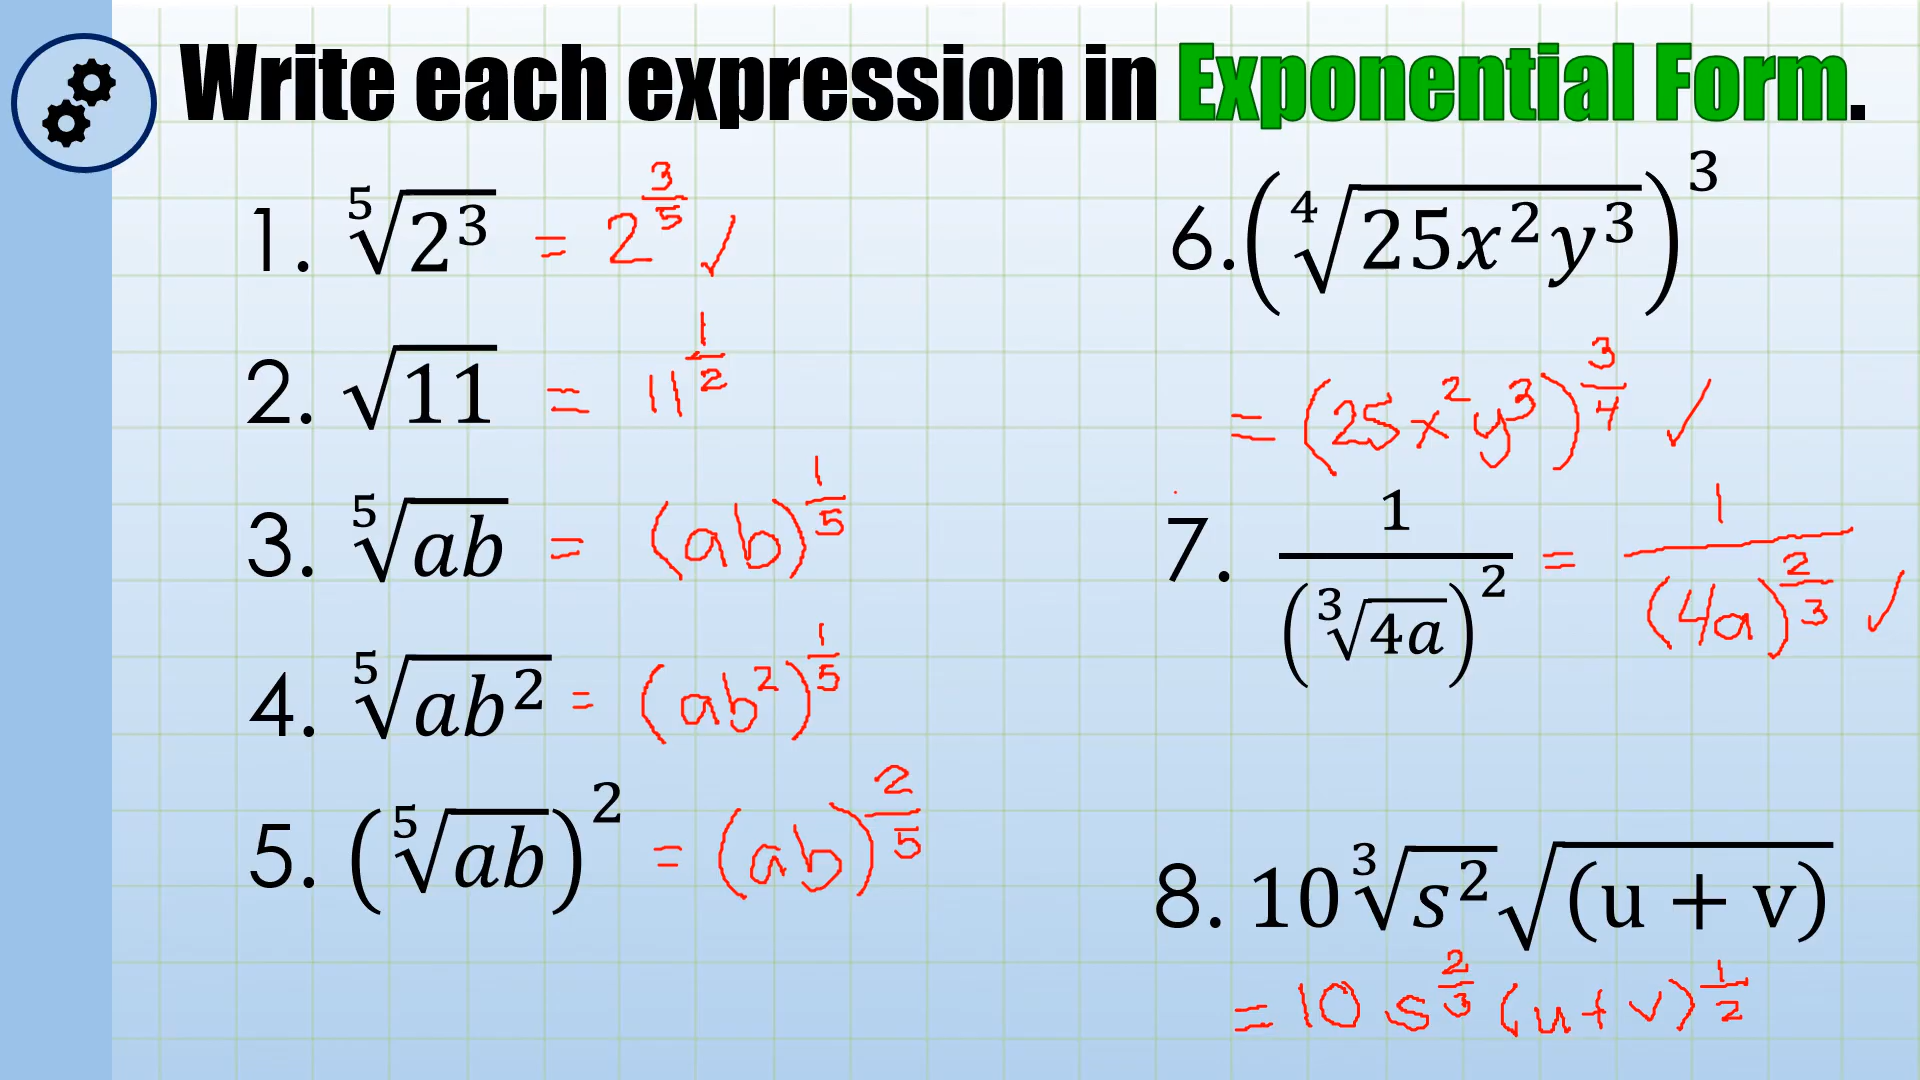 Write each expression in Exponential Form.
1. ⁵√(2³) = 2^(3/5) ✓
2. √11 = 11^(1/2)
3. ⁵√(ab) = (ab)^(1/5)
4. ⁵√(ab²) = (ab²)^(1/5)
5. (⁵√(ab))² = (ab)^(2/5)
6. (⁴√(25x²y³))³
= (25x²y³)^(3/4) ✓
7. 1/(³√(4a))² = 1/(4a)^(2/3) ✓
8. 10 ³√(s²) √((u + v))
= 10 s^(2/3) (u+v)^(1/2)